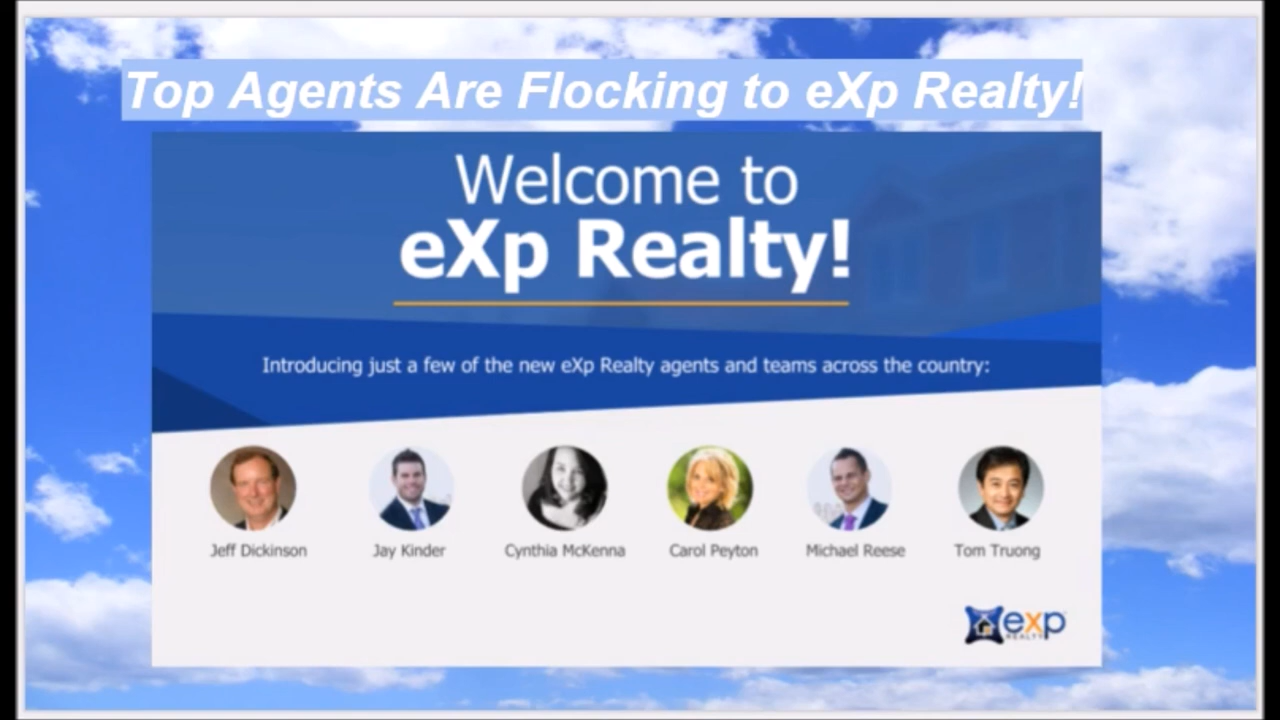 Top Agents Are Flocking to eXp Realty!
Welcome to
eXp Realty!
Introducing just a few of the new eXp Realty agents and teams across the country:
Jeff Dickinson Jay Kinder Cynthia McKenna Carol Peyton Michael Reese Tom Truong
exp
REALTY